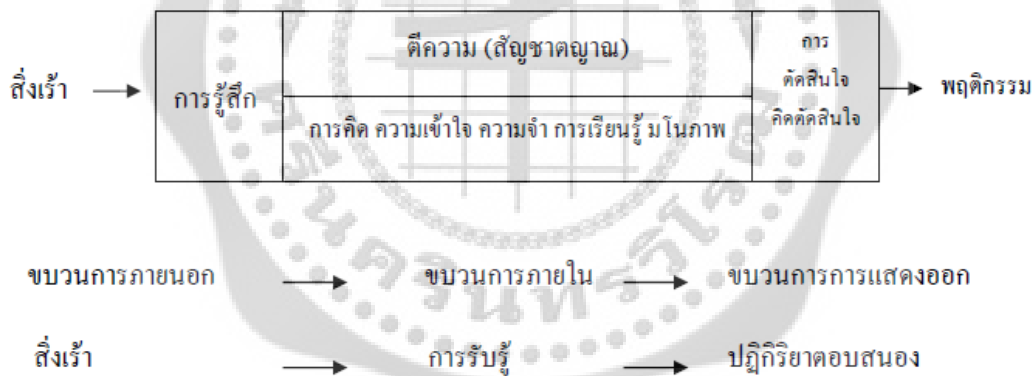 สิ่งเร้า
การรู้สึก
ตีความ (สัญชาตญาณ)
การคิด ความเข้าใจ ความจำ การเรียนรู้ มโนภาพ
การ
ตัดสินใจ
คิดตัดสินใจ
พฤติกรรม
ขบวนการภายนอก ขบวนการภายใน ขบวนการการแสดงออก
สิ่งเร้า การรับรู้ ปฏิกิริยาตอบสนอง